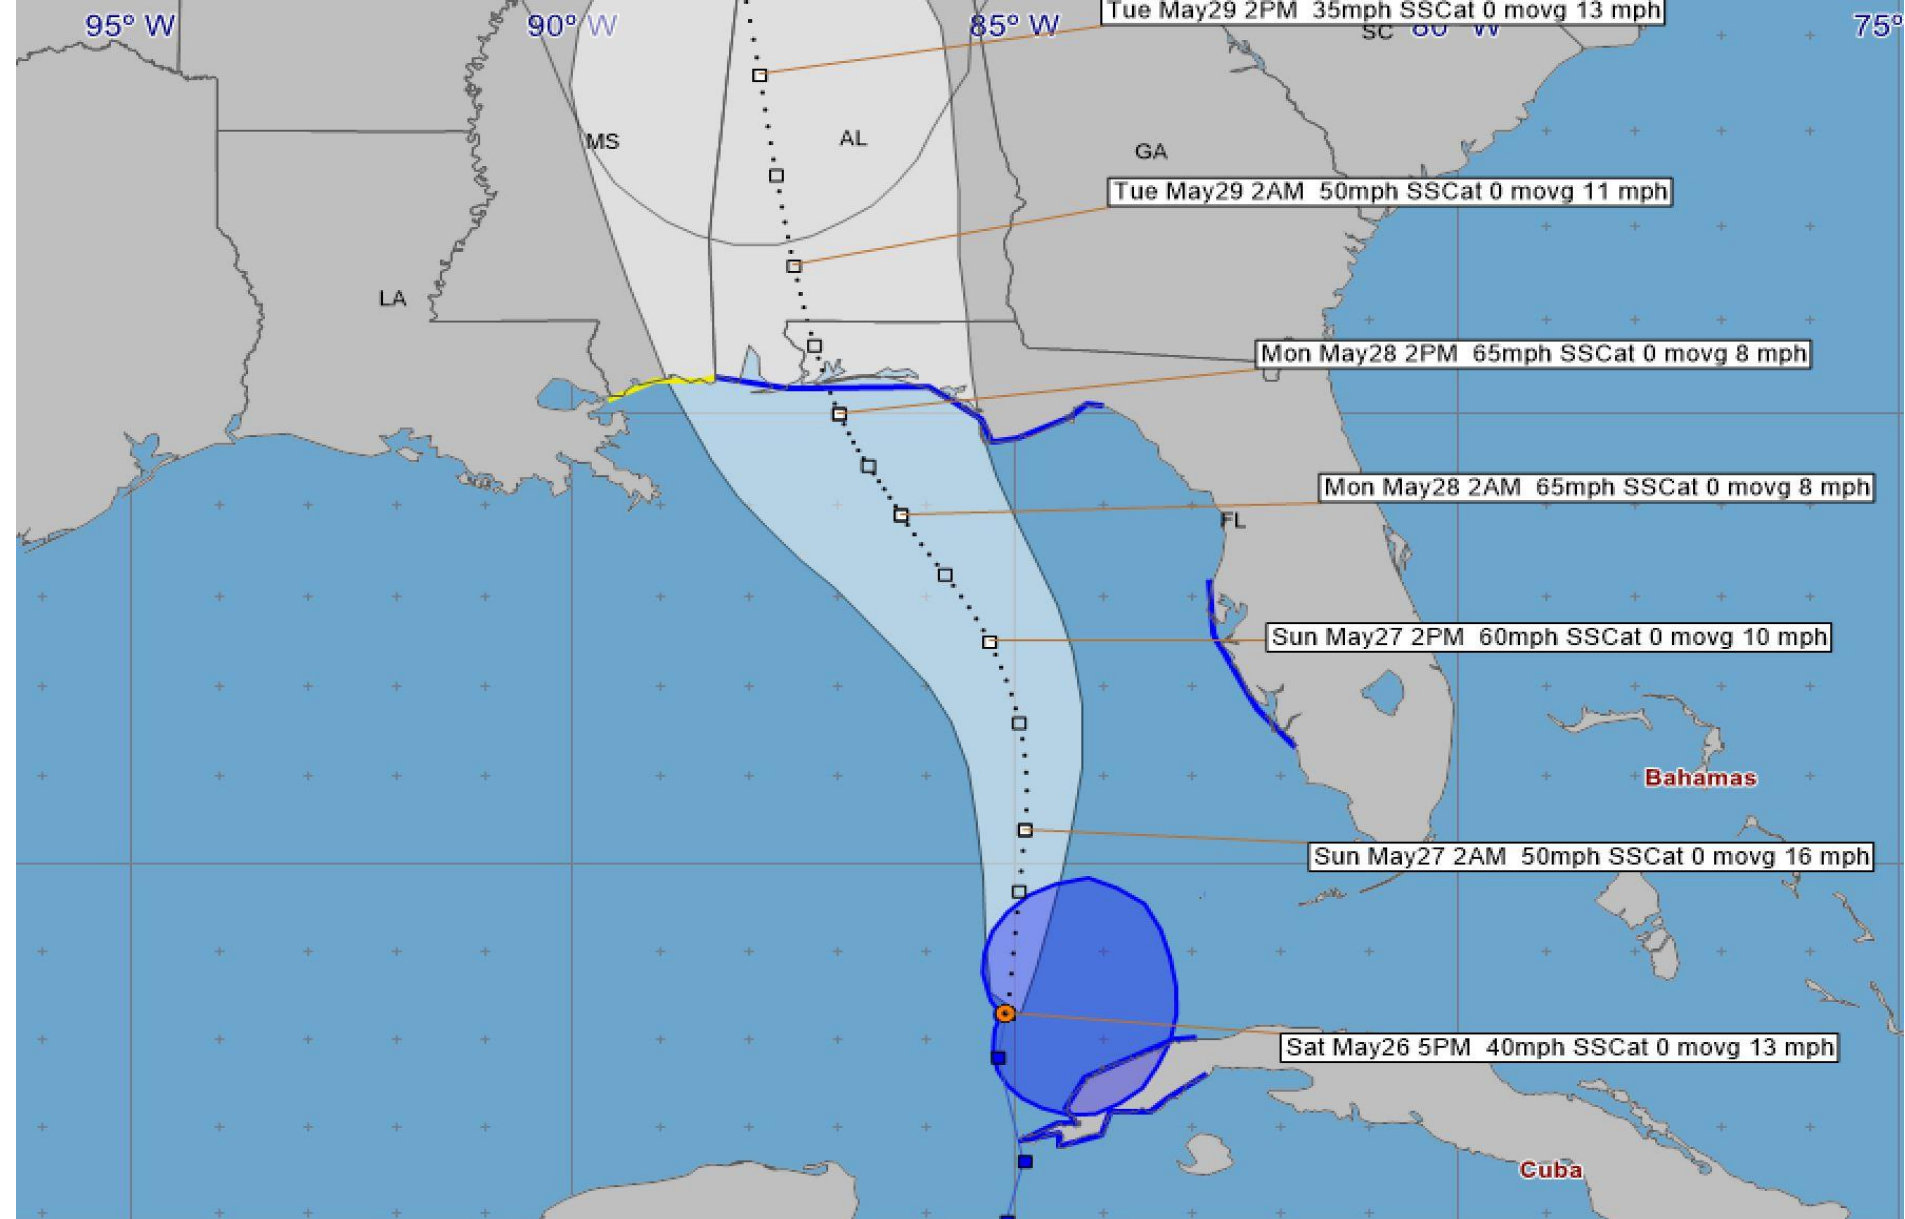 Tue May29 2PM 35mph SSCat 0 movg 13 mph
95° W
90° W
85° W
SC
80° W
75°
MS
AL
GA
Tue May29 2AM 50mph SSCat 0 movg 11 mph
LA
Mon May28 2PM 65mph SSCat 0 movg 8 mph
Mon May28 2AM 65mph SSCat 0 movg 8 mph
FL
Sun May27 2PM 60mph SSCat 0 movg 10 mph
Bahamas
Sun May27 2AM 50mph SSCat 0 movg 16 mph
Sat May26 5PM 40mph SSCat 0 movg 13 mph
Cuba